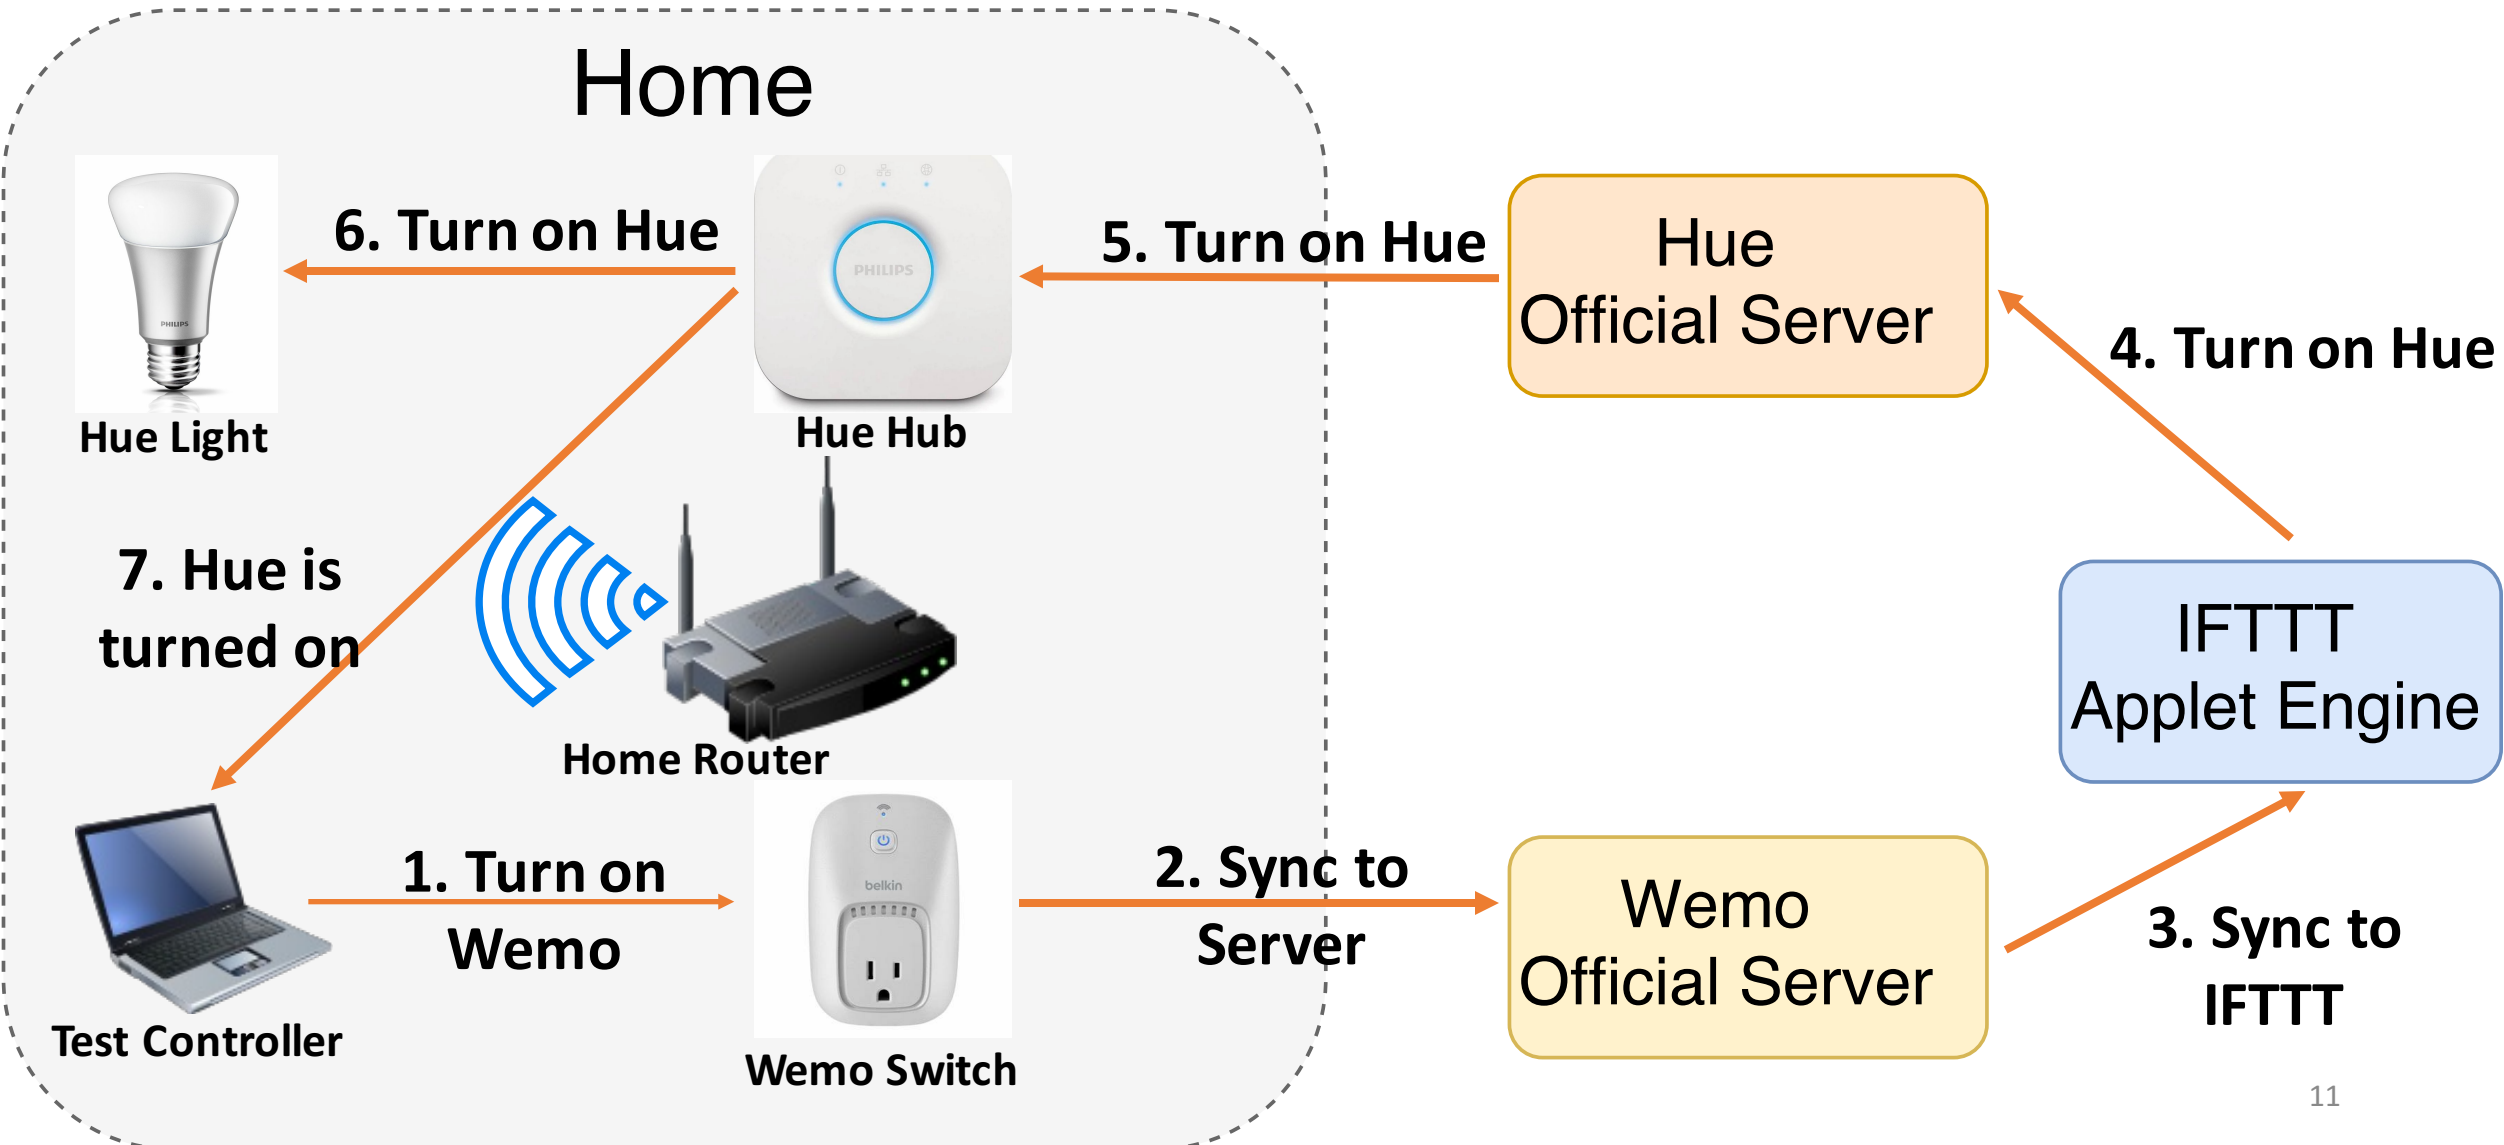 Home
6. Turn on Hue
5. Turn on Hue
PHILIPS
PHILIPS
Hue
Official Server
4. Turn on Hue
Hue Light
Hue Hub
7. Hue is
turned on
IFTTT
Applet Engine
Home Router
1. Turn on
Wemo
belkin
2. Sync to
Server
Wemo
Official Server
3. Sync to
IFTTT
Test Controller
Wemo Switch
11